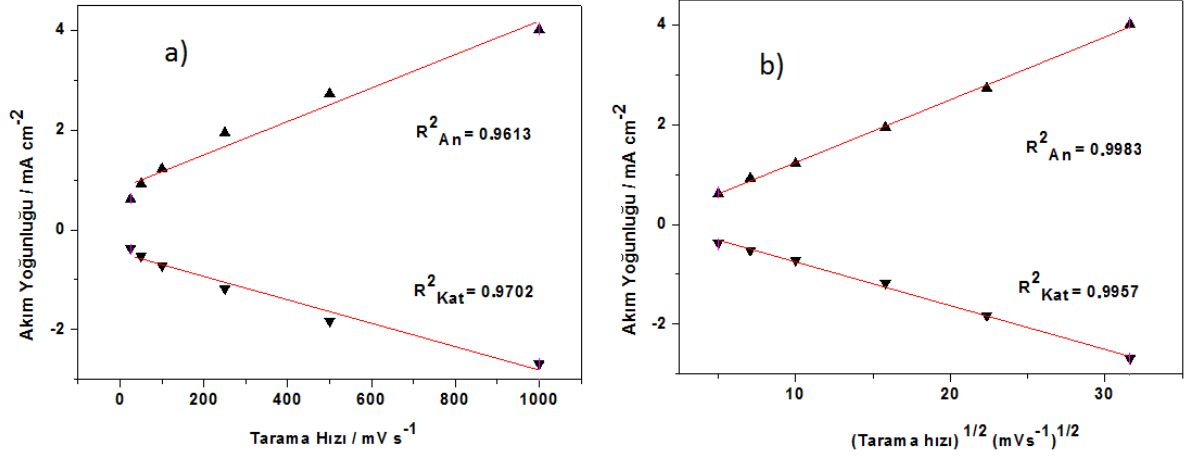 a)
Akım Yoğunluğu / mA cm-2
4
2
0
-2
R2An = 0.9613
R2Kat = 0.9702
0 200 400 600 800 1000
Tarama Hızı / mV s-1
b)
Akım Yoğunluğu / mA cm-2
4
2
0
-2
R2An = 0.9983
R2Kat = 0.9957
10 20 30
(Tarama hızı) 1/2 (mVs-1)1/2